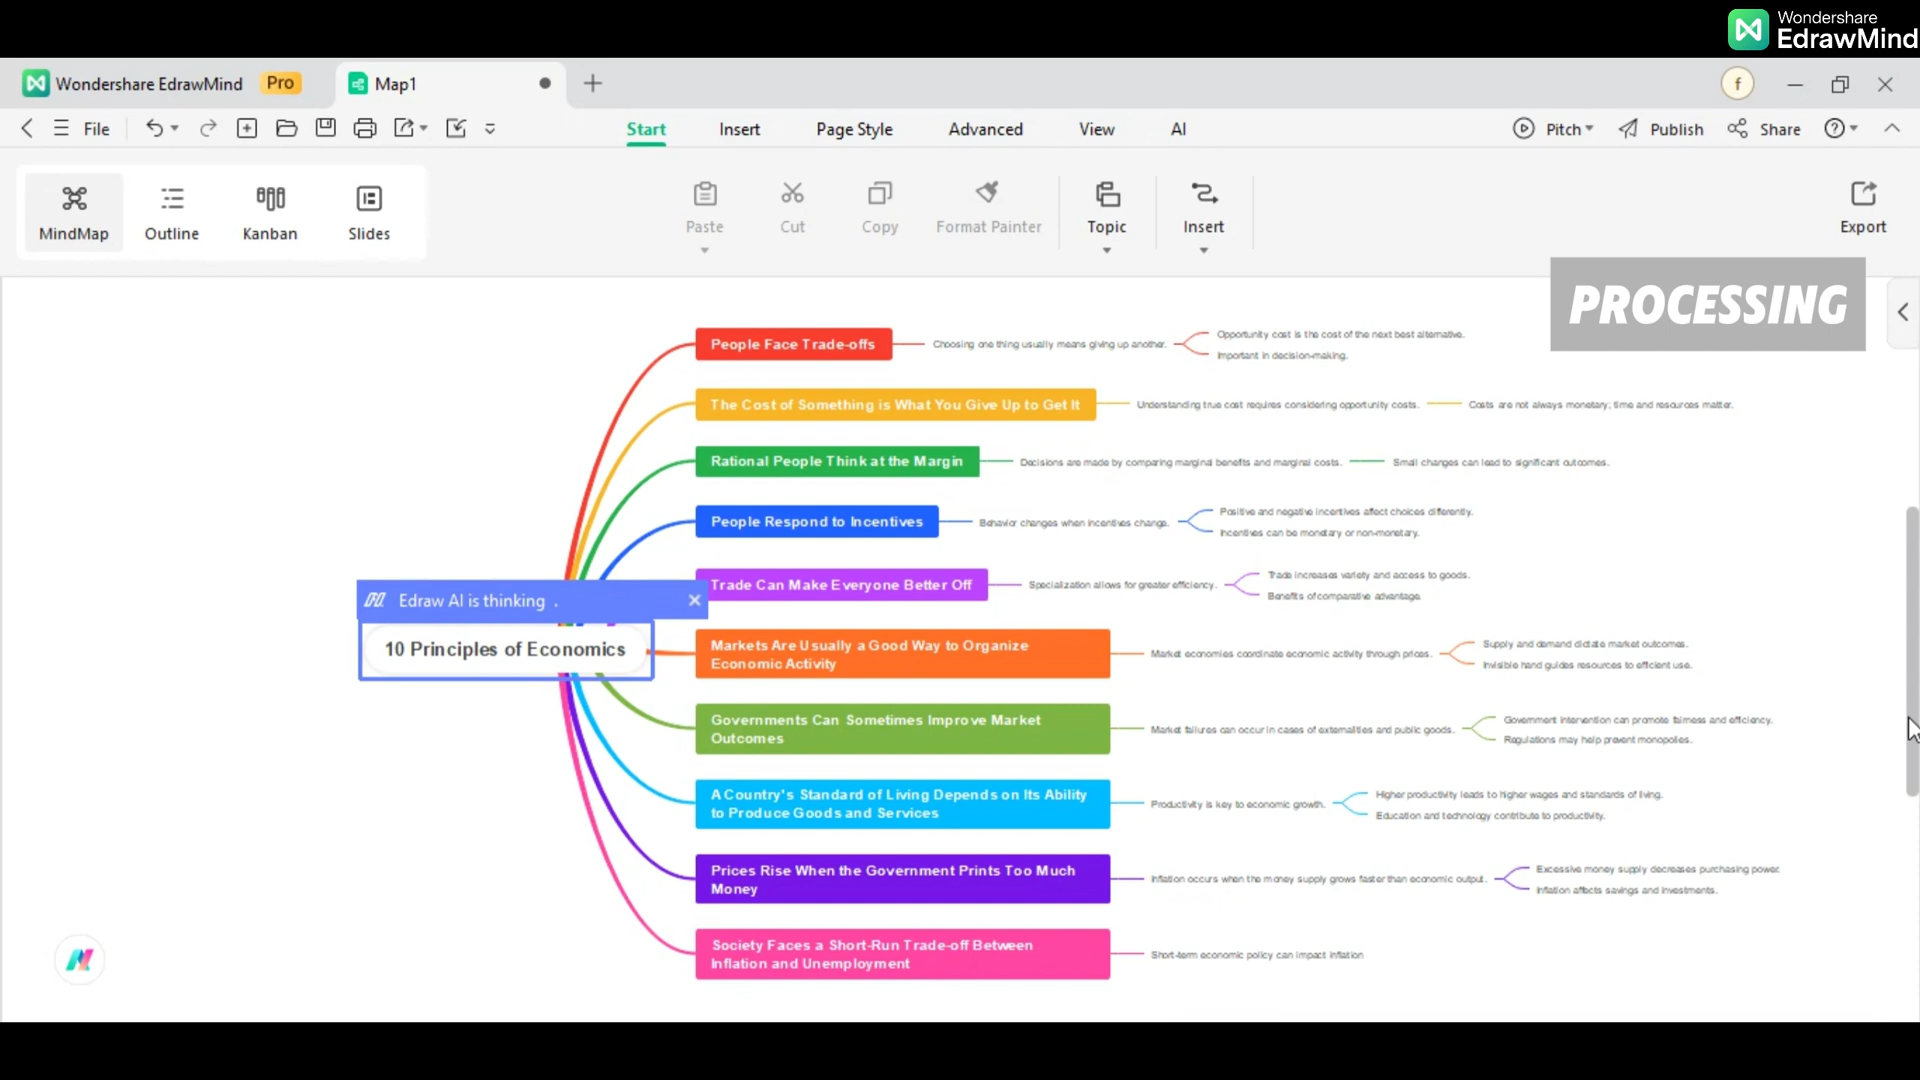 Wondershare
EdrawMind
Wondershare EdrawMind Pro
Map1
f
File
Start
Insert
Page Style
Advanced
View
AI
Pitch
Publish
Share
MindMap
Outline
Kanban
Slides
Paste
Cut
Copy
Format Painter
Topic
Insert
Export
PROCESSING
People Face Trade-offs
Choosing one thing usually means giving up another.
Opportunity cost is the cost of the next best alternative.
Important in decision-making.
The Cost of Something is What You Give Up to Get It
Understanding true cost requires considering opportunity costs.
Costs are not always monetary; time and resources matter.
Rational People Think at the Margin
Decisions are made by comparing marginal benefits and marginal costs.
Small changes can lead to significant outcomes.
People Respond to Incentives
Behavior changes when incentives change.
Positive and negative incentives affect choices differently.
Incentives can be monetary or non-monetary.
Trade Can Make Everyone Better Off
Specialization allows for greater efficiency.
Trade increases variety and access to goods.
Benefits of comparative advantage.
Edraw AI is thinking .
10 Principles of Economics
Markets Are Usually a Good Way to Organize
Economic Activity
Market economies coordinate economic activity through prices.
Supply and demand dictate market outcomes.
Invisible hand guides resources to efficient use.
Governments Can Sometimes Improve Market
Outcomes
Market failures can occur in cases of externalities and public goods.
Government intervention can promote fairness and efficiency.
Regulations may help prevent monopolies.
A Country's Standard of Living Depends on Its Ability
to Produce Goods and Services
Productivity is key to economic growth.
Higher productivity leads to higher wages and standards of living.
Education and technology contribute to productivity.
Prices Rise When the Government Prints Too Much
Money
Inflation occurs when the money supply grows faster than economic output.
Excessive money supply decreases purchasing power.
Inflation affects savings and investments.
Society Faces a Short-Run Trade-off Between
Inflation and Unemployment
Short-term economic policy can impact inflation